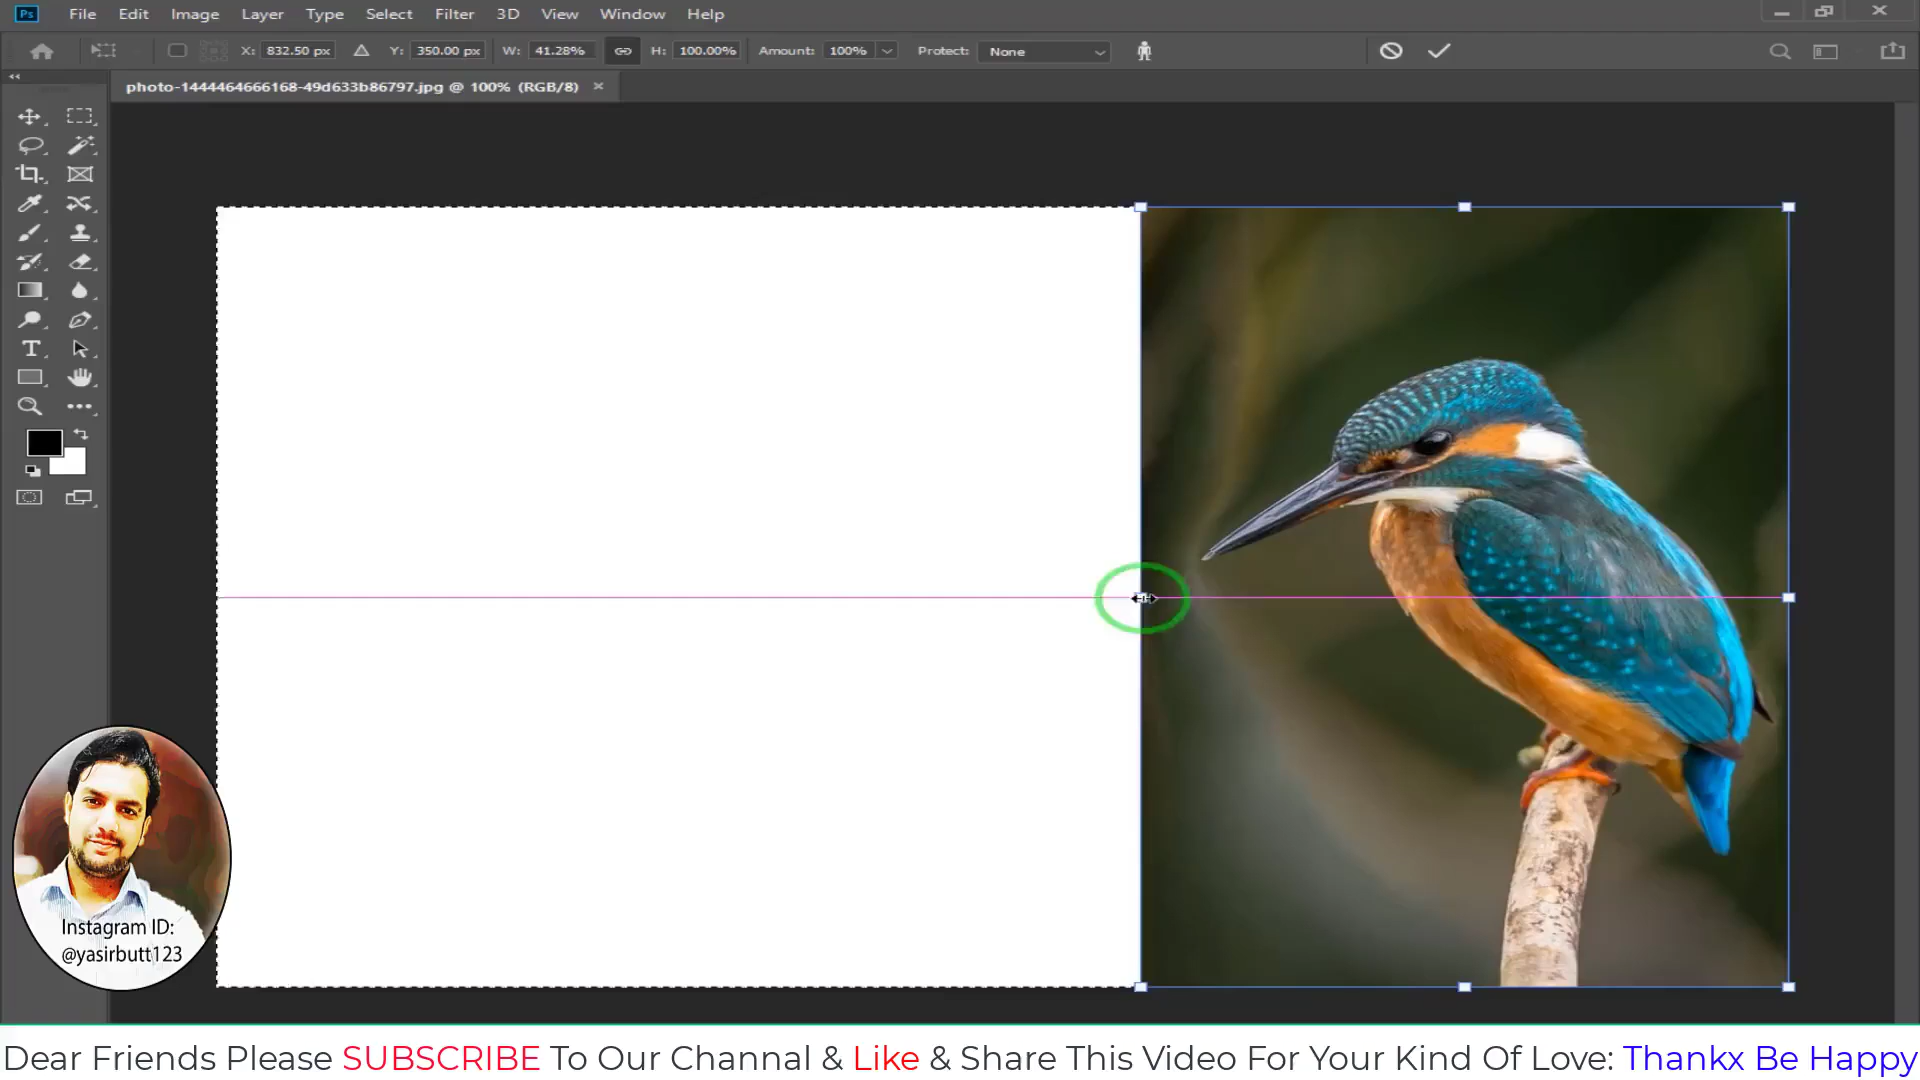 Ps File Edit Image Layer Type Select Filter 3D View Window Help
X: 832.50 px Y: 350.00 px W: 41.28% H: 100.00% Amount: 100% Protect: None
photo-1444464666168-49d633b86797.jpg @ 100% (RGB/8)
T
Instagram ID:
@yasirbutt123
Dear Friends Please SUBSCRIBE To Our Channal & Like & Share This Video For Your Kind Of Love: Thankx Be Happy